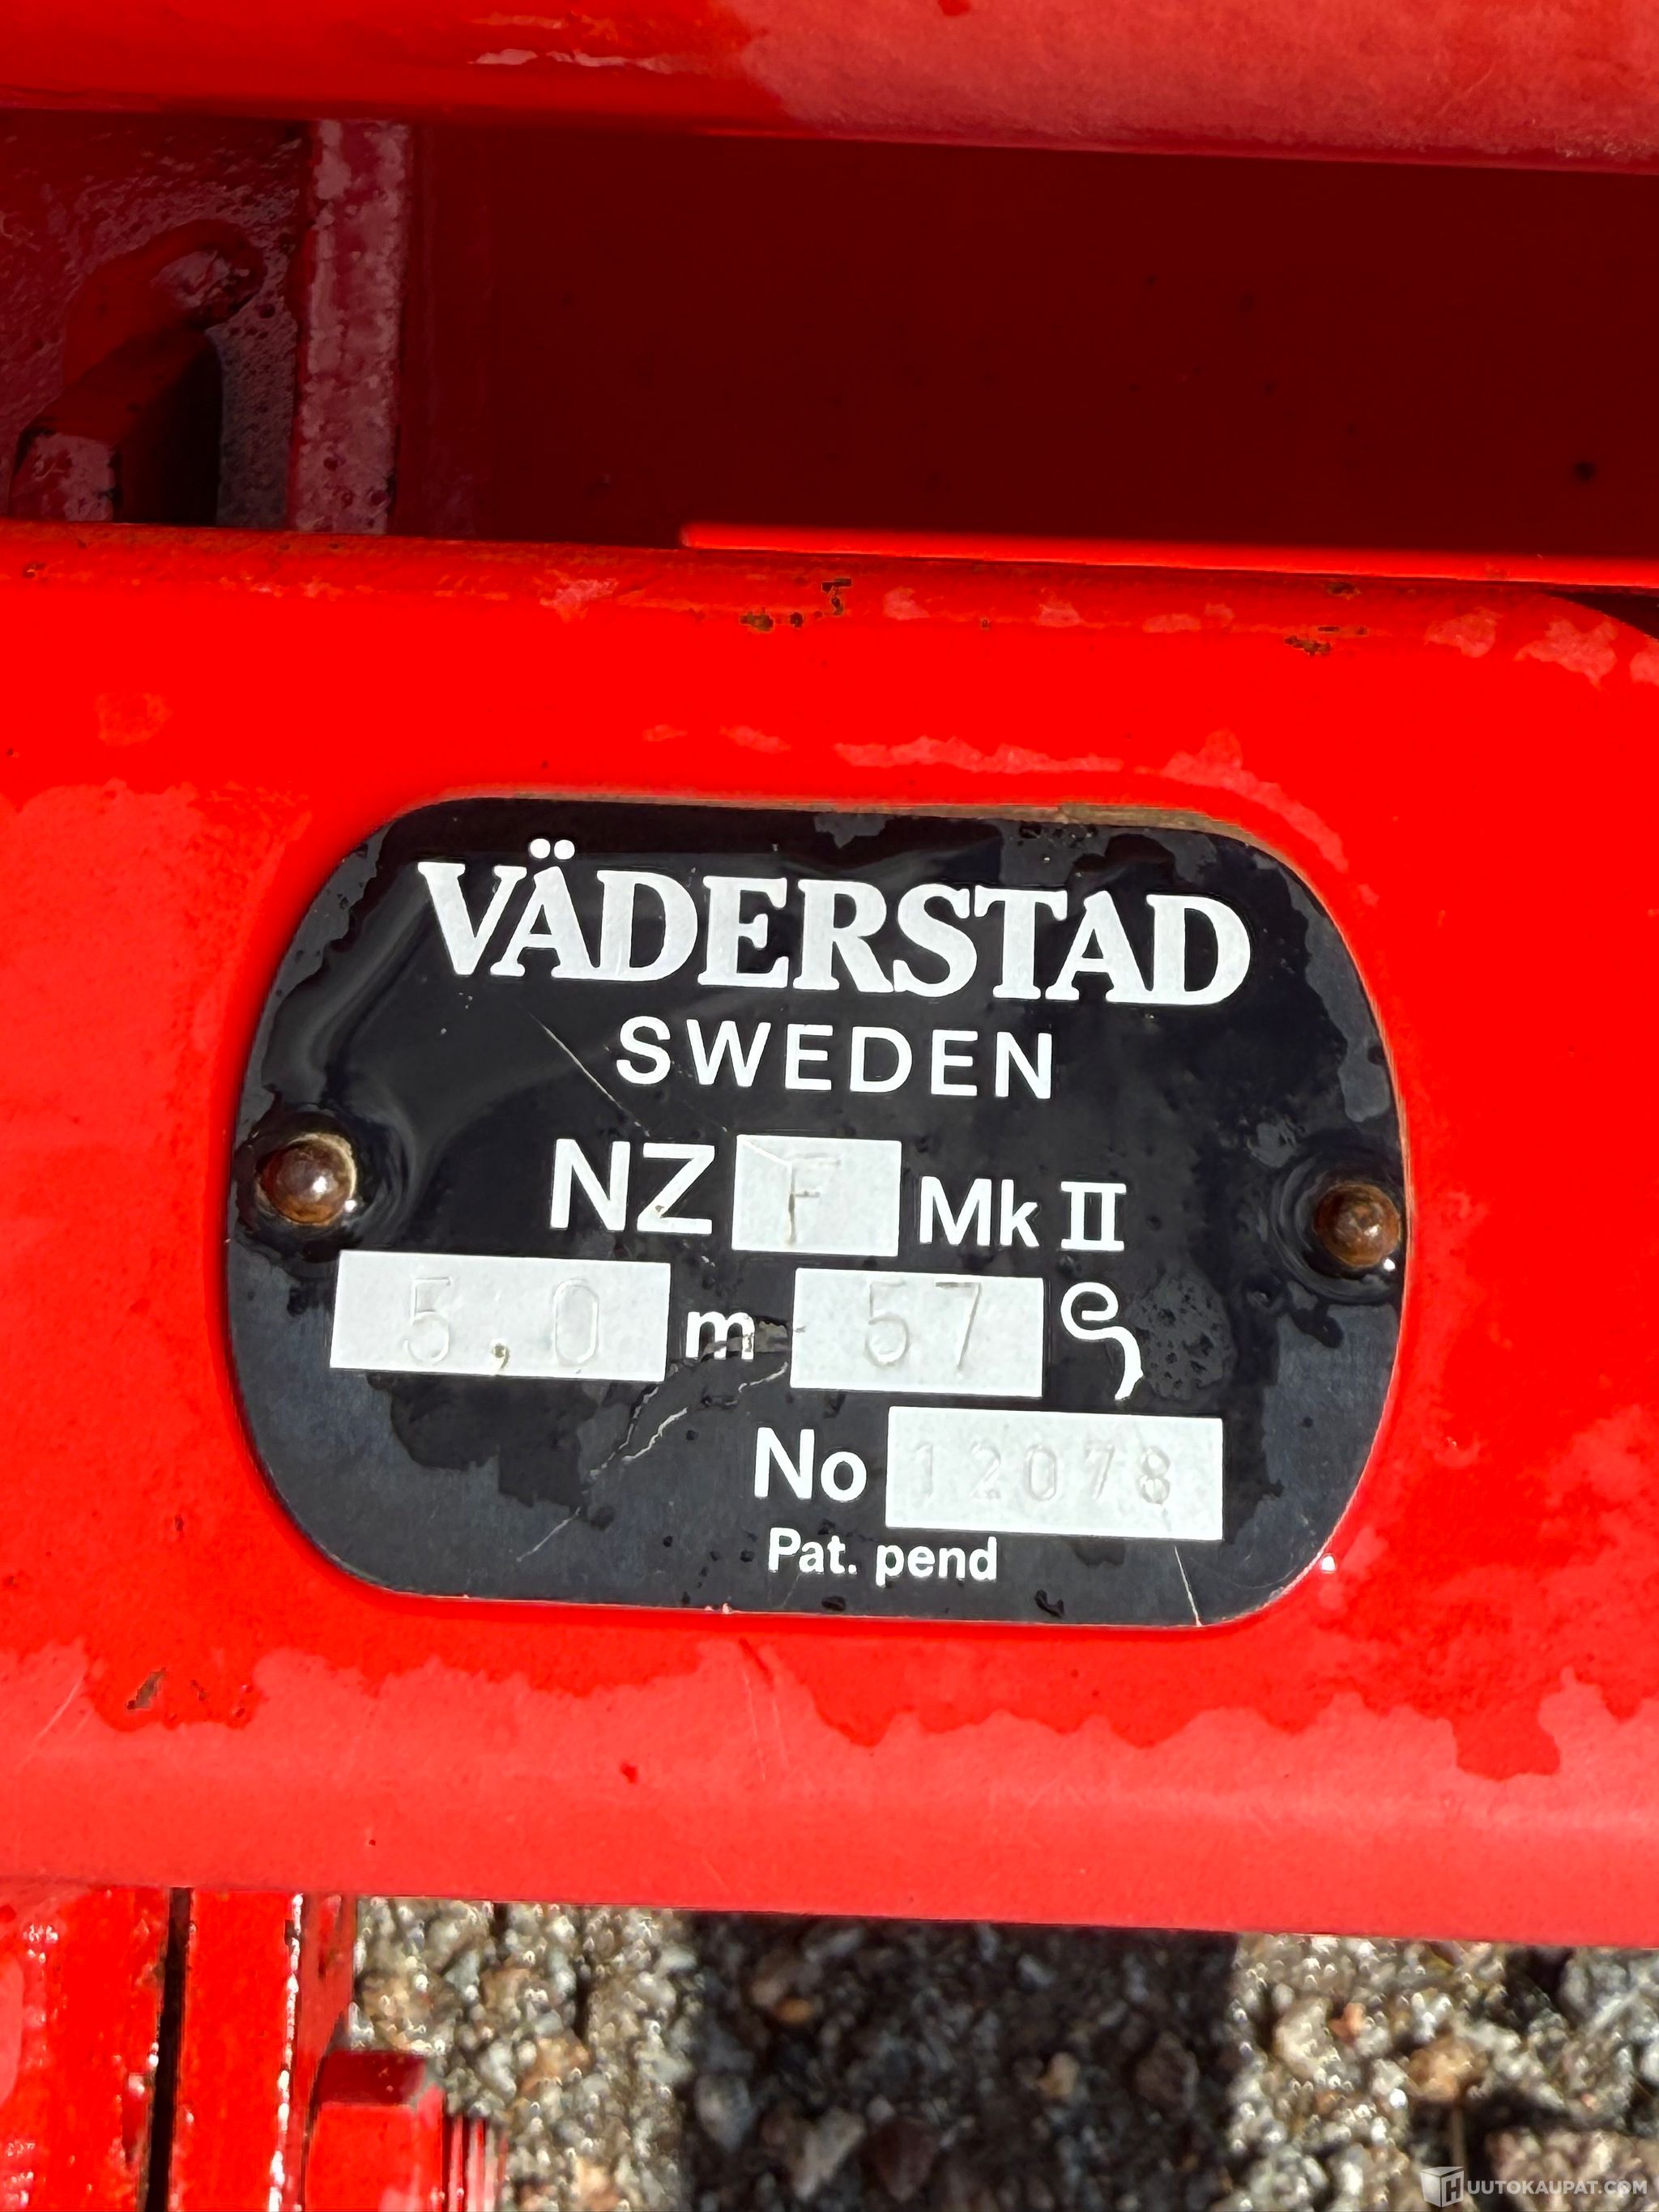 VÄDERSTAD
SWEDEN
NZ F Mk II
5,0 m 57
No 12078
Pat. pend
HUUTOKAUPAT.COM